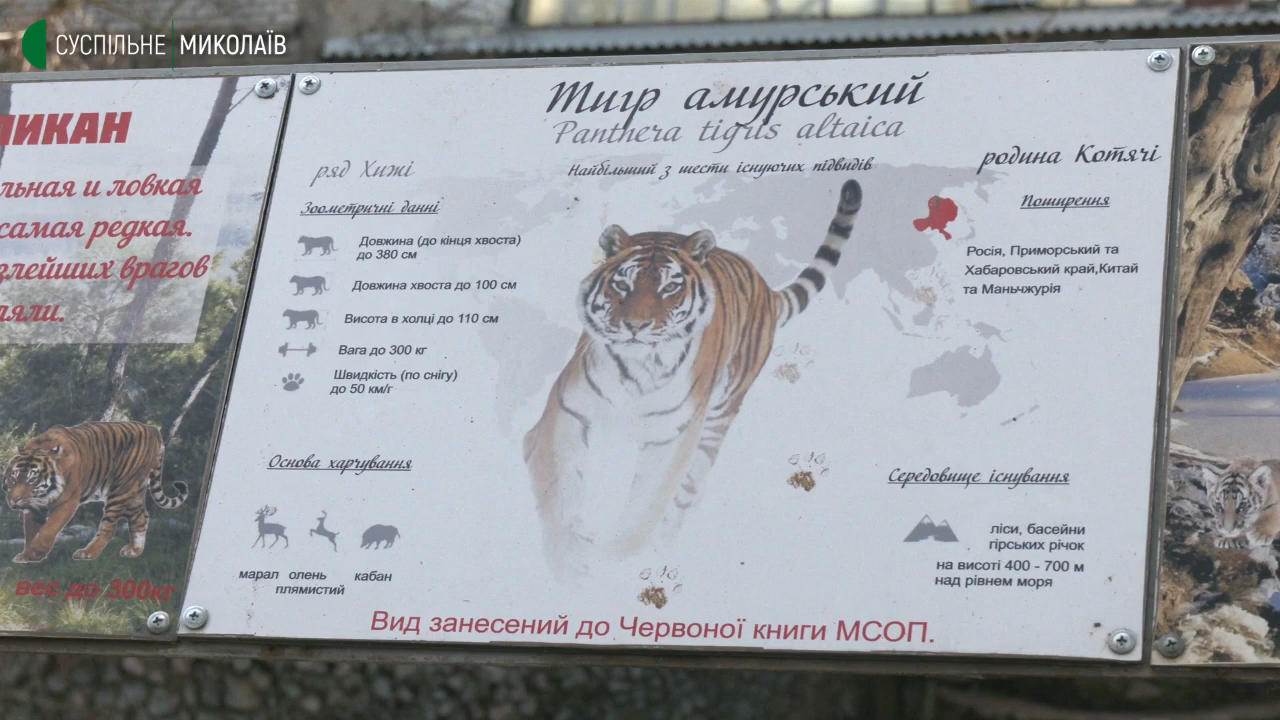 СУСПІЛЬНЕ МИКОЛАЇВ
ЛИКАН
льная и ловкая
самая редкая.
злейших врагов
ляли.
вес до 300кг
Тигр амурський
Panthera tigris altaica
Найбільший з шести існуючих підвидів
ряд Хижі
родина Котячі
Зоометричні данні
Довжина (до кінця хвоста)
до 380 см
Довжина хвоста до 100 см
Висота в холці до 110 см
Вага до 300 кг
Швидкість (по снігу)
до 50 км/г
Поширення
Росія, Приморський та
Хабаровський край,Китай
та Маньчжурія
Основа харчування
марал олень кабан
плямистий
Середовище існування
ліси, басейни
гірських річок
на висоті 400 - 700 м
над рівнем моря
Вид занесений до Червоної книги МСОП.